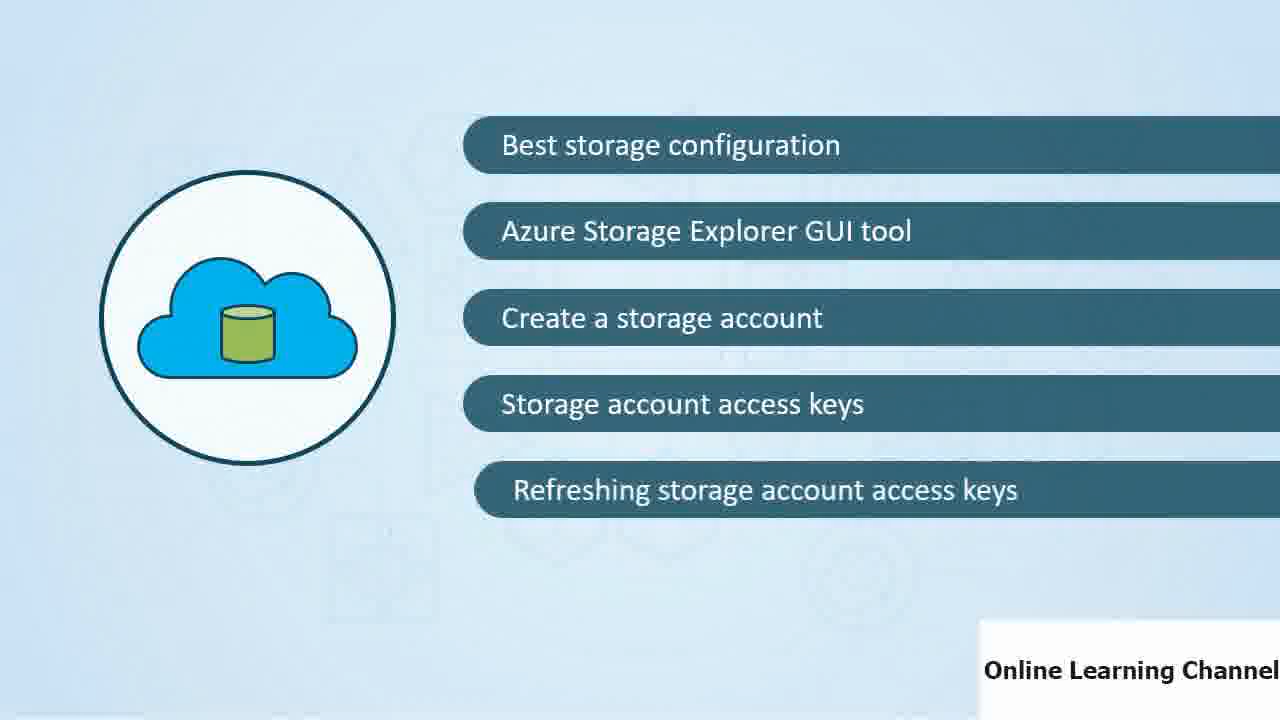 Best storage configuration
Azure Storage Explorer GUI tool
Create a storage account
Storage account access keys
Refreshing storage account access keys
Online Learning Channel